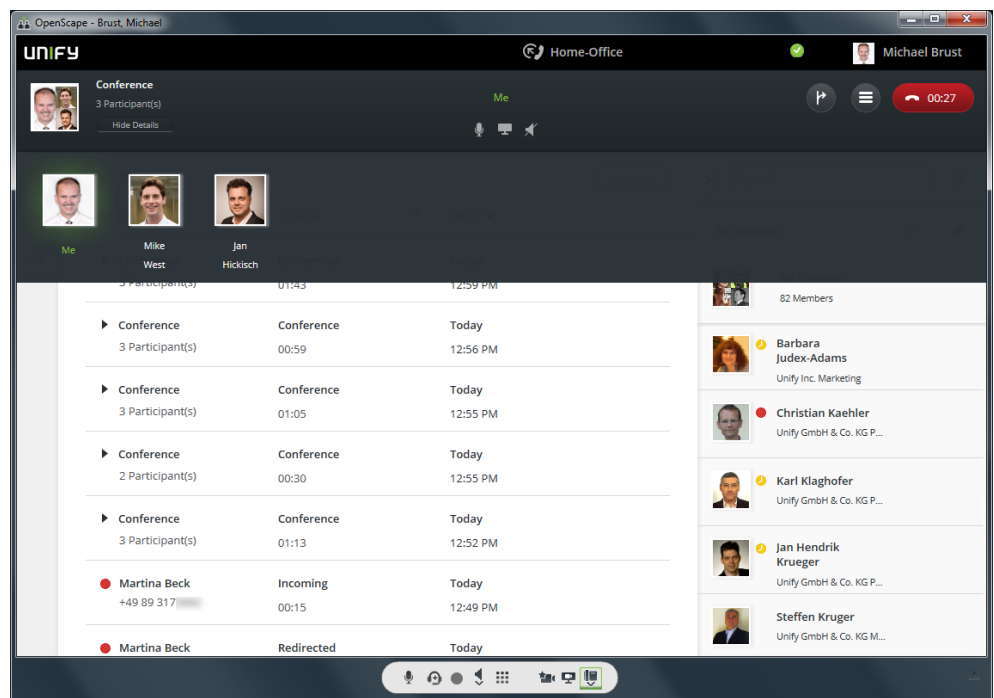 OpenScape - Brust, Michael
UNIFY
Home-Office
Michael Brust
Conference
3 Participant(s)
Hide Details
Me
00:27
Me
Mike
West
Jan
Hickisch
3 Participant(s)
01:43
12:59 PM
82 Members
Conference
Conference
Today
3 Participant(s)
00:59
12:56 PM
Conference
Conference
Today
3 Participant(s)
01:05
12:55 PM
Conference
Conference
Today
2 Participant(s)
00:30
12:55 PM
Conference
Conference
Today
3 Participant(s)
01:13
12:52 PM
Martina Beck
Incoming
Today
+49 89 317
00:15
12:49 PM
Martina Beck
Redirected
Today
Barbara
Judex-Adams
Unify Inc. Marketing
Christian Kaehler
Unify GmbH & Co. KG P...
Karl Klaghofer
Unify GmbH & Co. KG P...
Jan Hendrik
Krueger
Unify GmbH & Co. KG P...
Steffen Kruger
Unify GmbH & Co. KG M...